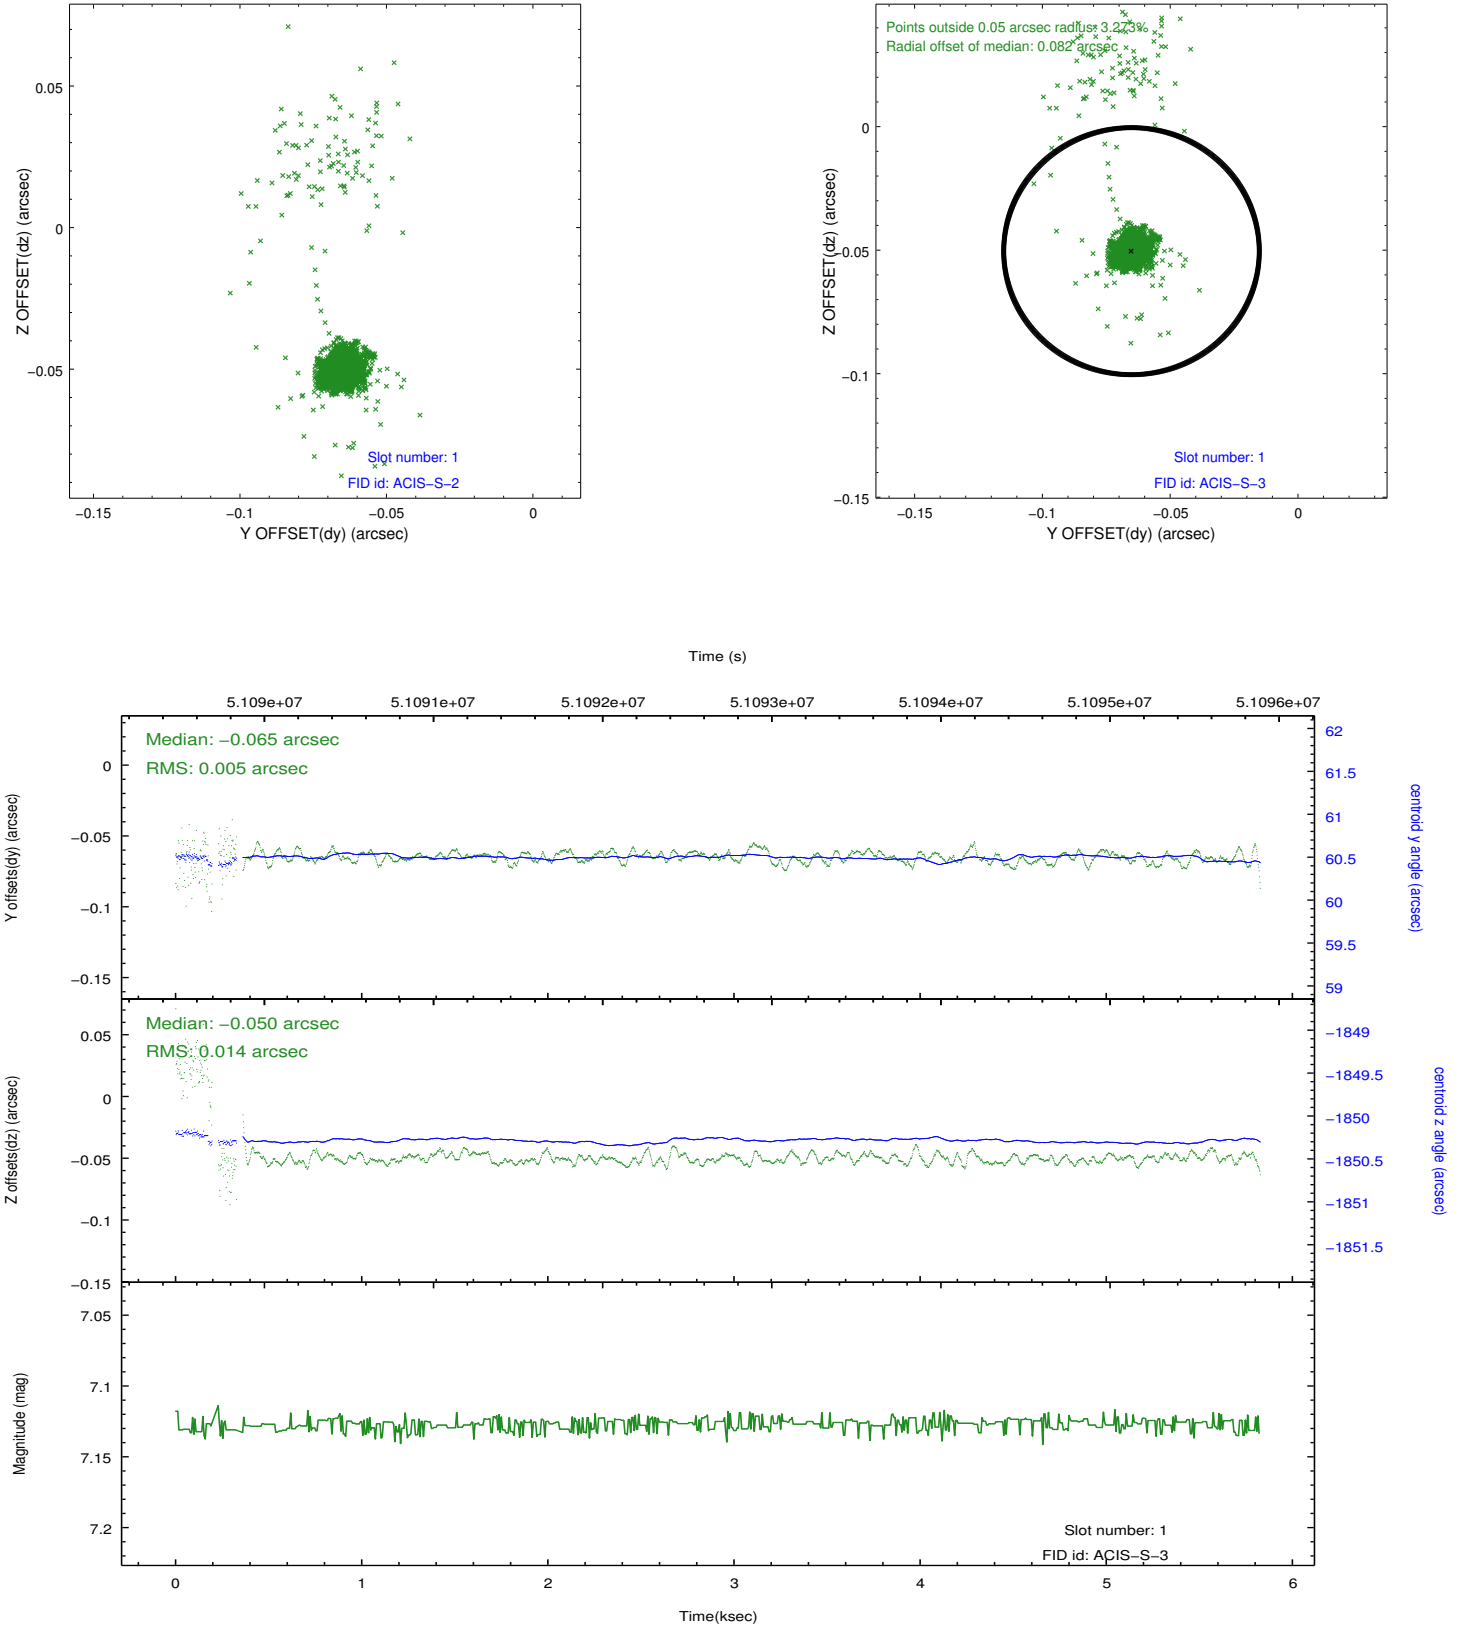 Points outside 0.05 arcsec radius: 3.273%
Radial offset of median: 0.082 arcsec
0.05
0
−0.05
0
−0.05
−0.1
−0.15
Z OFFSET(dz) (arcsec)
Z OFFSET(dz) (arcsec)
Slot number: 1
FID id: ACIS−S−2
Slot number: 1
FID id: ACIS−S−3
−0.15
−0.1
−0.05
0
−0.15
−0.1
−0.05
0
Y OFFSET(dy) (arcsec)
Y OFFSET(dy) (arcsec)
Time (s)
5.109e+07
5.1091e+07
5.1092e+07
5.1093e+07
5.1094e+07
5.1095e+07
5.1096e+07
Median: −0.065 arcsec
RMS: 0.005 arcsec
0
−0.05
−0.1
−0.15
Y offsets(dy) (arcsec)
62
61.5
61
60.5
60
59.5
59
centroid y angle (arcsec)
Median: −0.050 arcsec
RMS: 0.014 arcsec
0.05
0
−0.05
−0.1
−0.15
Z offsets(dz) (arcsec)
−1849
−1849.5
−1850
−1850.5
−1851
−1851.5
centroid z angle (arcsec)
7.05
7.1
7.15
7.2
Magnitude (mag)
Slot number: 1
FID id: ACIS−S−3
0
1
2
3
4
5
6
Time(ksec)